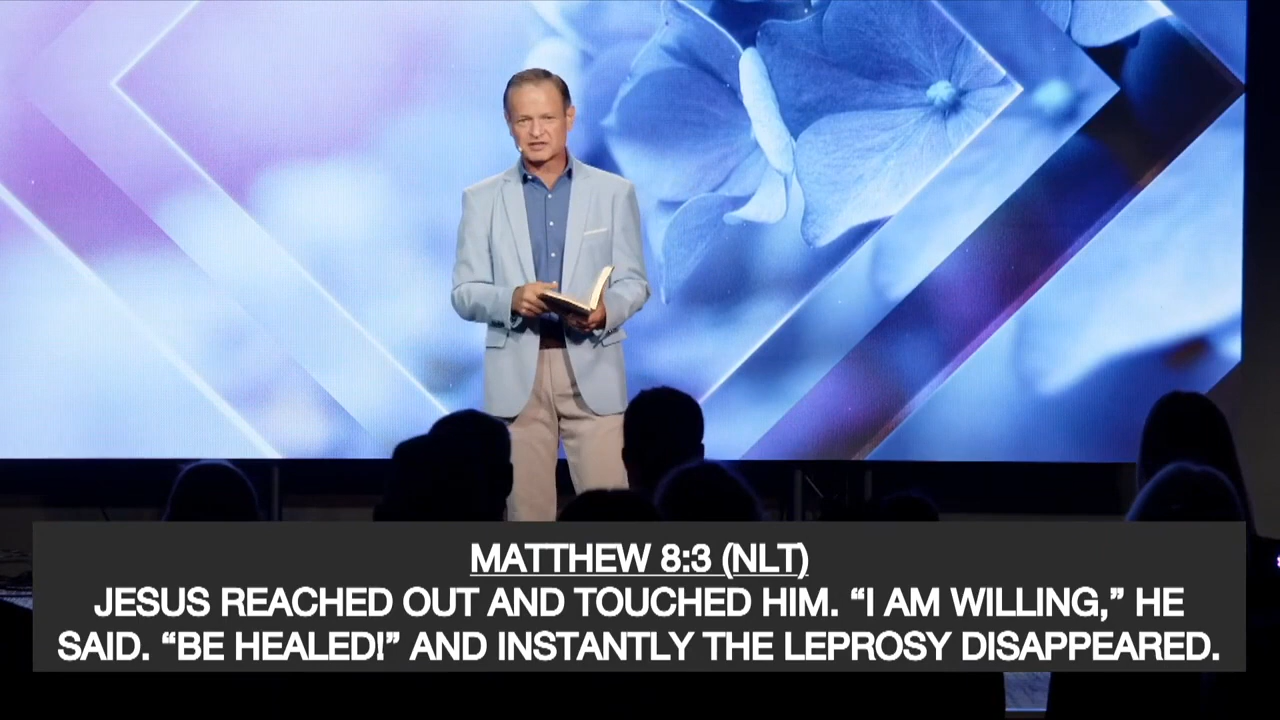 MATTHEW 8:3 (NLT)
JESUS REACHED OUT AND TOUCHED HIM. “I AM WILLING,” HE
SAID. “BE HEALED!” AND INSTANTLY THE LEPROSY DISAPPEARED.